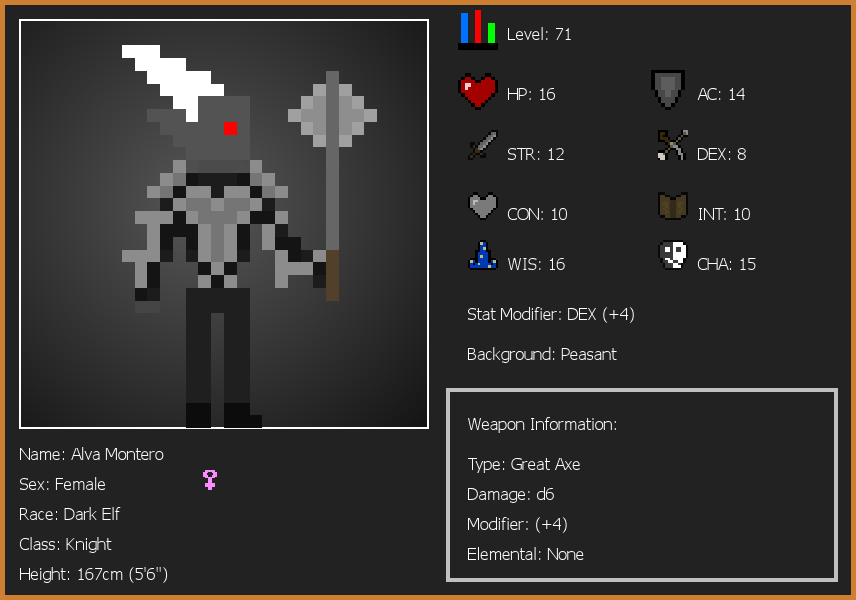 Level: 71
HP: 16
AC: 14
STR: 12
DEX: 8
CON: 10
INT: 10
WIS: 16
CHA: 15
Stat Modifier: DEX (+4)
Background: Peasant
Weapon Information:
Type: Great Axe
Damage: d6
Modifier: (+4)
Elemental: None
Name: Alva Montero
Sex: Female
Race: Dark Elf
Class: Knight
Height: 167cm (5'6")